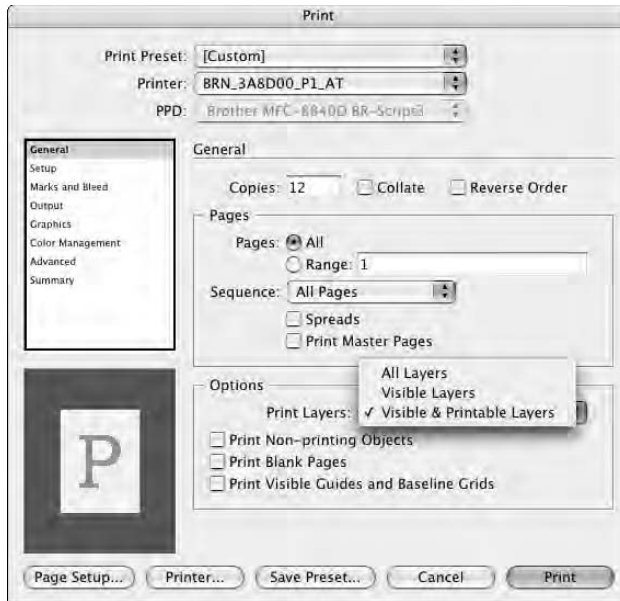 Print
Print Preset: [Custom]
Printer: BRN_3A8D00_P1_AT
PPD: Brother MFC-8840D BR-Script3
General
Setup
Marks and Bleed
Output
Graphics
Color Management
Advanced
Summary
General
Copies: 12 Collate Reverse Order
Pages
Pages: All
Range: 1
Sequence: All Pages
Spreads
Print Master Pages
Options
All Layers
Visible Layers
Print Layers: ✓ Visible & Printable Layers
Print Non-printing Objects
Print Blank Pages
Print Visible Guides and Baseline Grids
P
Page Setup... Printer... Save Preset... Cancel Print